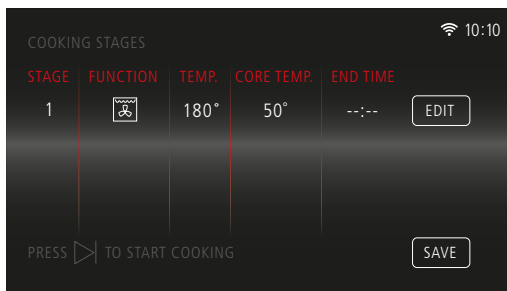 10:10
COOKING STAGES
STAGE FUNCTION TEMP. CORE TEMP. END TIME
1 180° 50° --:-- EDIT
PRESS TO START COOKING SAVE